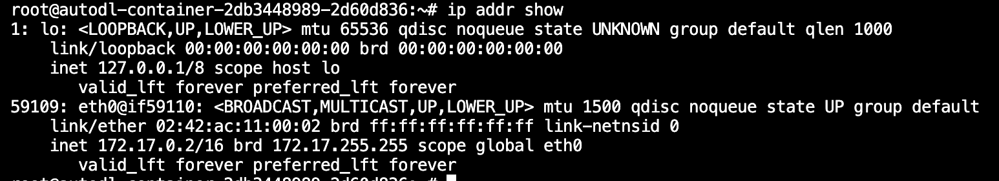 root@autodl-container-2db3448989-2d60d836:~# ip addr show
1: lo: <LOOPBACK,UP,LOWER_UP> mtu 65536 qdisc noqueue state UNKNOWN group default qlen 1000
    link/loopback 00:00:00:00:00:00 brd 00:00:00:00:00:00
    inet 127.0.0.1/8 scope host lo
       valid_lft forever preferred_lft forever
59109: eth0@if59110: <BROADCAST,MULTICAST,UP,LOWER_UP> mtu 1500 qdisc noqueue state UP group default
    link/ether 02:42:ac:11:00:02 brd ff:ff:ff:ff:ff:ff link-netnsid 0
    inet 172.17.0.2/16 brd 172.17.255.255 scope global eth0
       valid_lft forever preferred_lft forever
root@autodl-container-2db3448989-2d60d836:~#